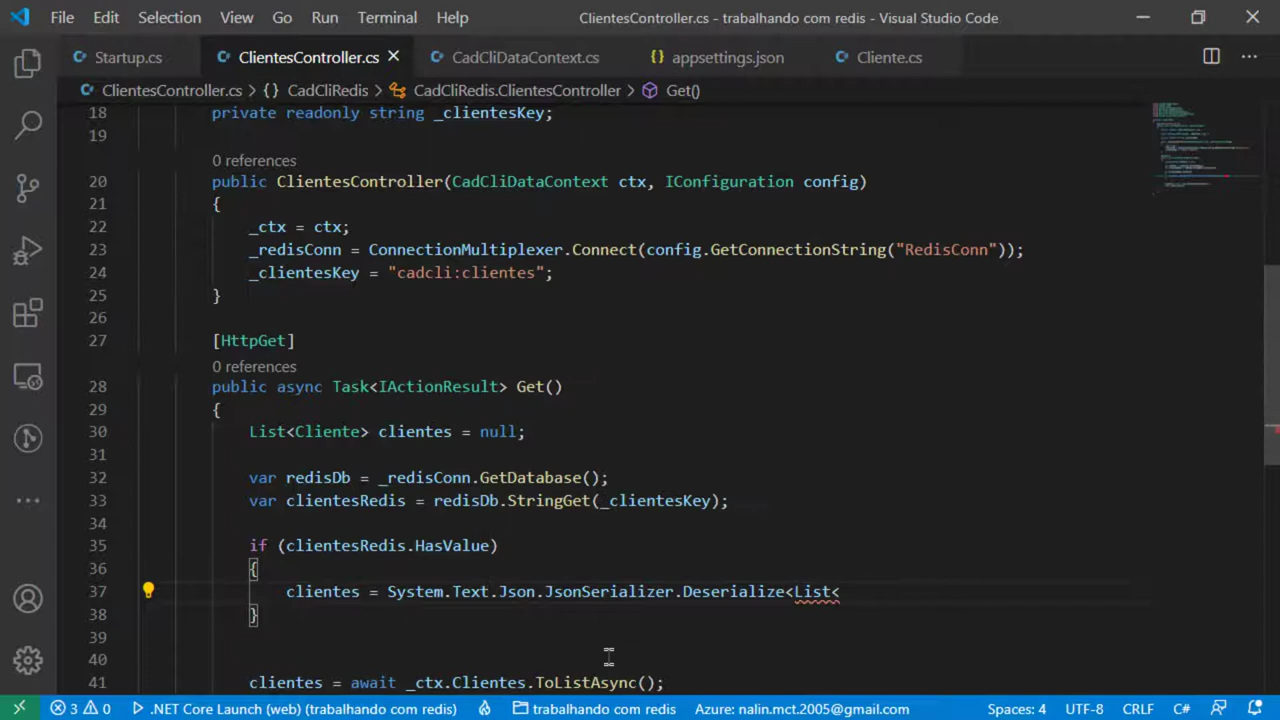 File Edit Selection View Go Run Terminal Help ClientesController.cs - trabalhando com redis - Visual Studio Code
Startup.cs ClientesController.cs CadCliDataContext.cs {} appsettings.json Cliente.cs
ClientesController.cs > {} CadCliRedis > CadCliRedis.ClientesController > Get()
18 private readonly string _clientesKey;
19
0 references
20 public ClientesController(CadCliDataContext ctx, IConfiguration config)
21 {
22 _ctx = ctx;
23 _redisConn = ConnectionMultiplexer.Connect(config.GetConnectionString("RedisConn"));
24 _clientesKey = "cadcli:clientes";
25 }
26
27 [HttpGet]
0 references
28 public async Task<IActionResult> Get()
29 {
30 List<Cliente> clientes = null;
31
32 var redisDb = _redisConn.GetDatabase();
33 var clientesRedis = redisDb.StringGet(_clientesKey);
34
35 if (clientesRedis.HasValue)
36 {
37 clientes = System.Text.Json.JsonSerializer.Deserialize<List<
38 }
39
40
41 clientes = await _ctx.Clientes.ToListAsync();
3 0 .NET Core Launch (web) (trabalhando com redis) trabalhando com redis Azure: nalin.mct.2005@gmail.com Spaces: 4 UTF-8 CRLF C#